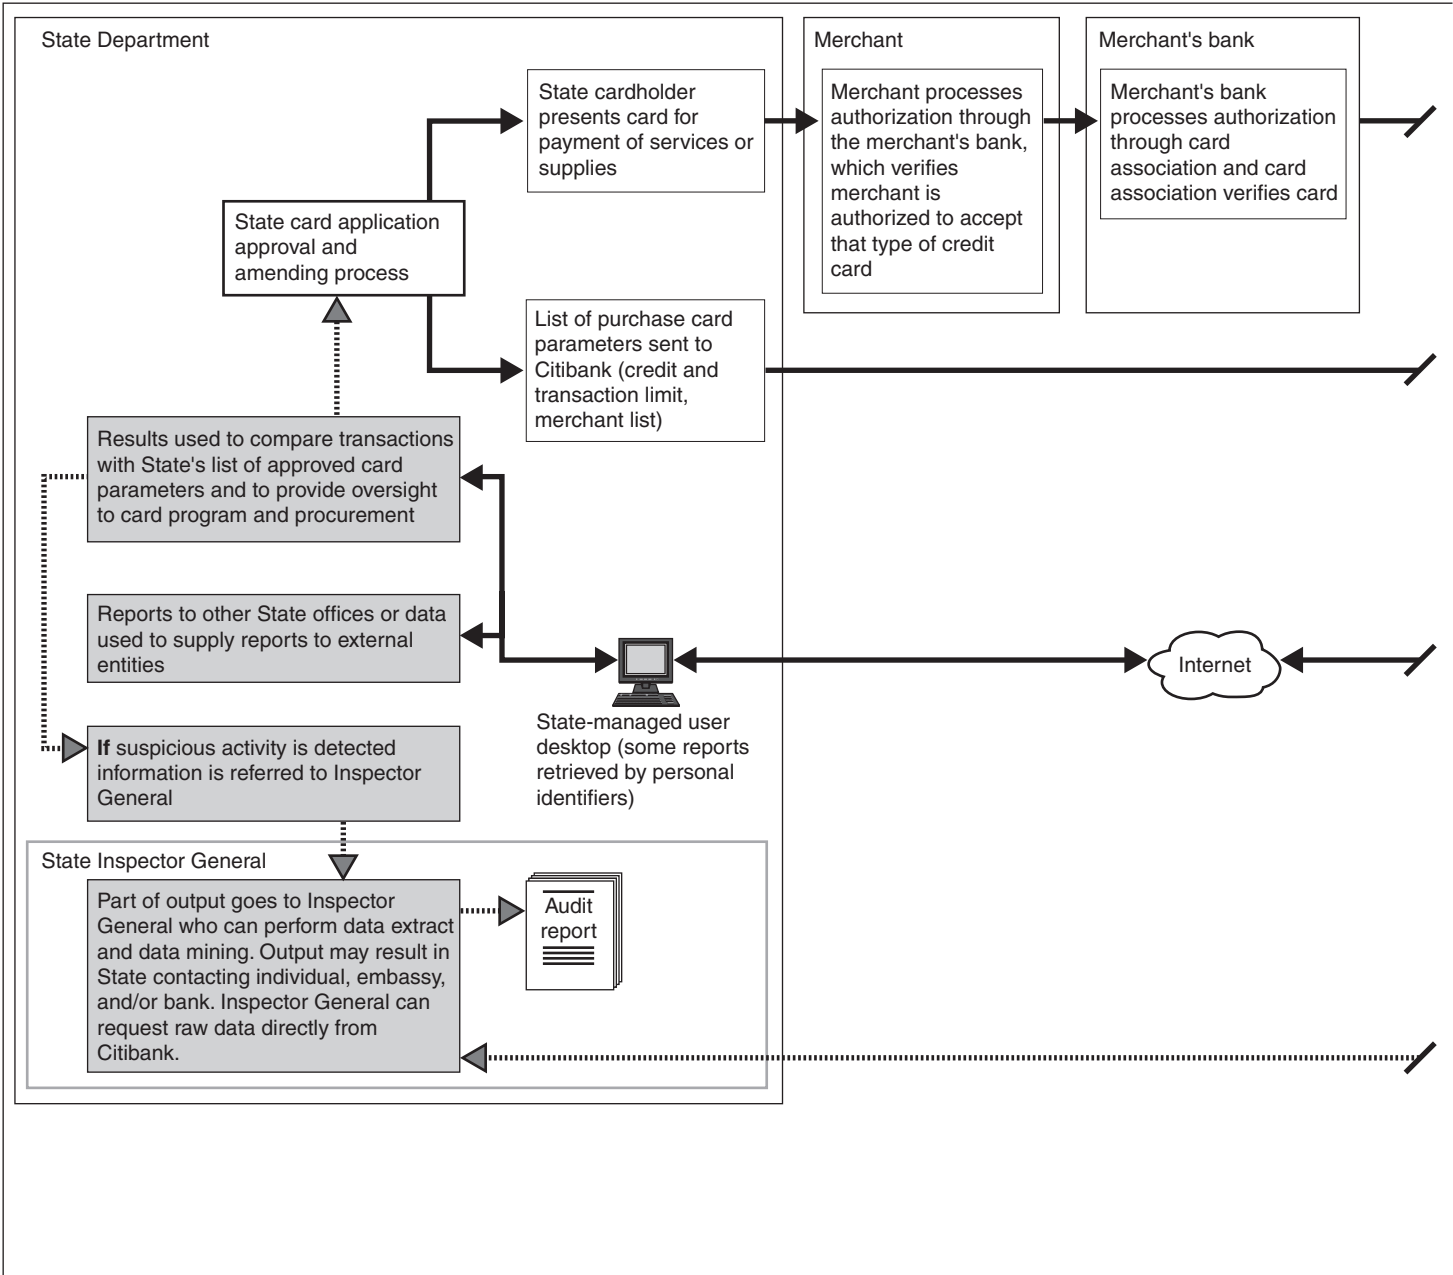 State Department
Merchant
Merchant's bank
State cardholder
presents card for
payment of services or
supplies
Merchant processes
authorization through
the merchant's bank,
which verifies
merchant is
authorized to accept
that type of credit
card
Merchant's bank
processes authorization
through card
association and card
association verifies card
State card application
approval and
amending process
List of purchase card
parameters sent to
Citibank (credit and
transaction limit,
merchant list)
Results used to compare transactions
with State's list of approved card
parameters and to provide oversight
to card program and procurement
Reports to other State offices or data
used to supply reports to external
entities
Internet
State-managed user
desktop (some reports
retrieved by personal
identifiers)
If suspicious activity is detected
information is referred to Inspector
General
State Inspector General
Part of output goes to Inspector
General who can perform data extract
and data mining. Output may result in
State contacting individual, embassy,
and/or bank. Inspector General can
request raw data directly from
Citibank.
Audit
report